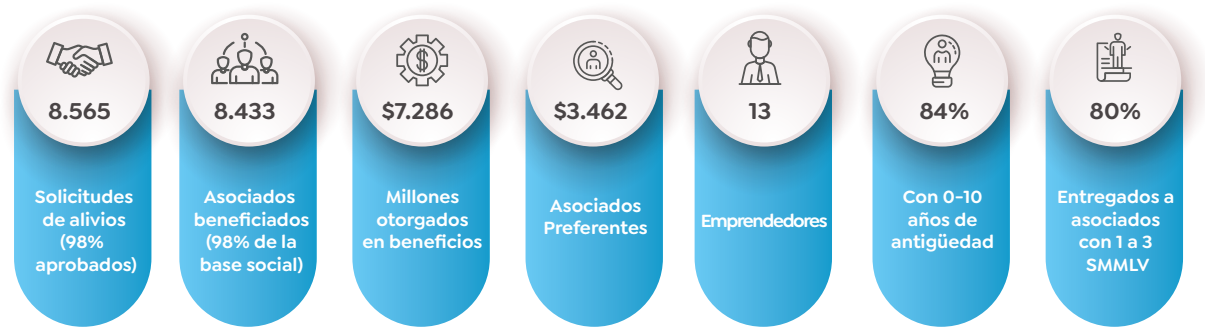 8.565
Solicitudes
de alivios
(98%
aprobados)
8.433
Asociados
beneficiados
(98% de la
base social)
$7.286
Millones
otorgados
en beneficios
$3.462
Asociados
Preferentes
13
Emprendedores
84%
Con 0-10
años de
antigüedad
80%
Entregados a
asociados
con 1 a 3
SMMLV